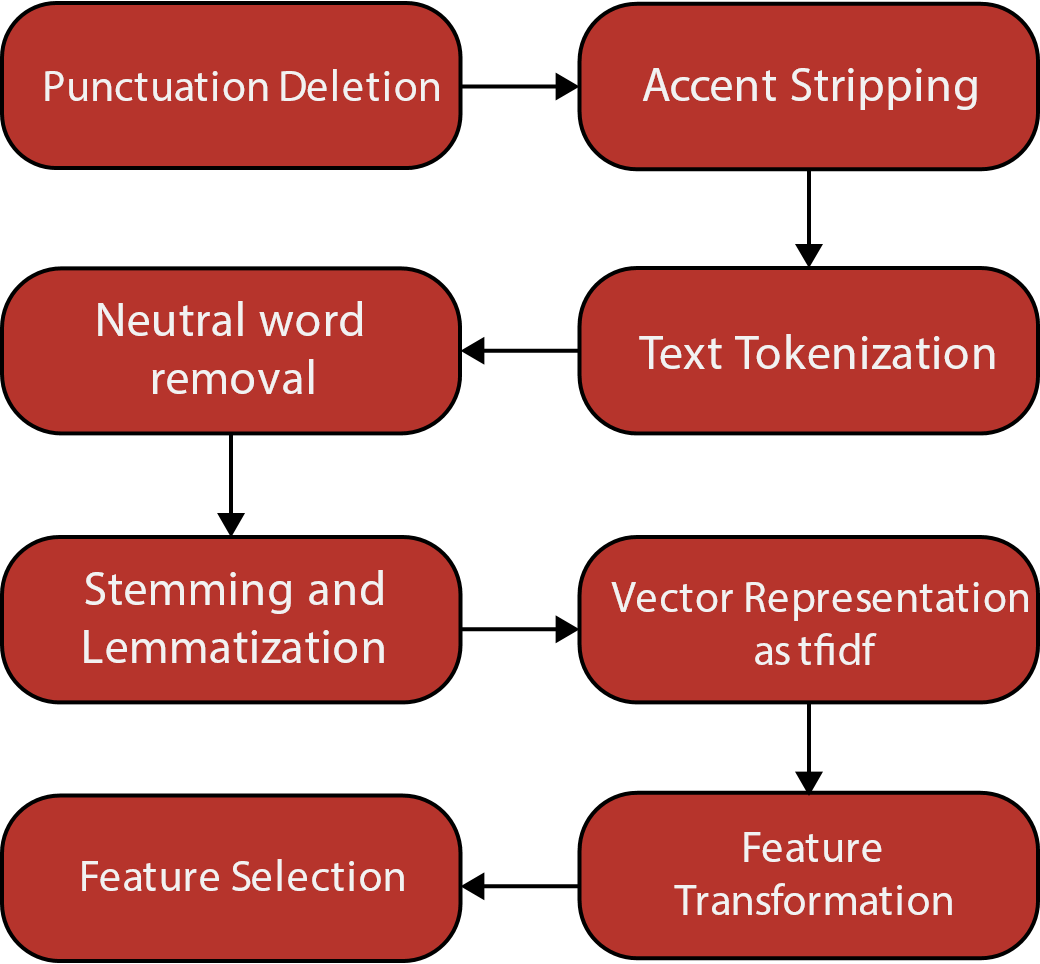 Punctuation Deletion
Accent Stripping
Neutral word
removal
Text Tokenization
Stemming and
Lemmatization
Vector Representation
as tfidf
Feature Selection
Feature
Transformation